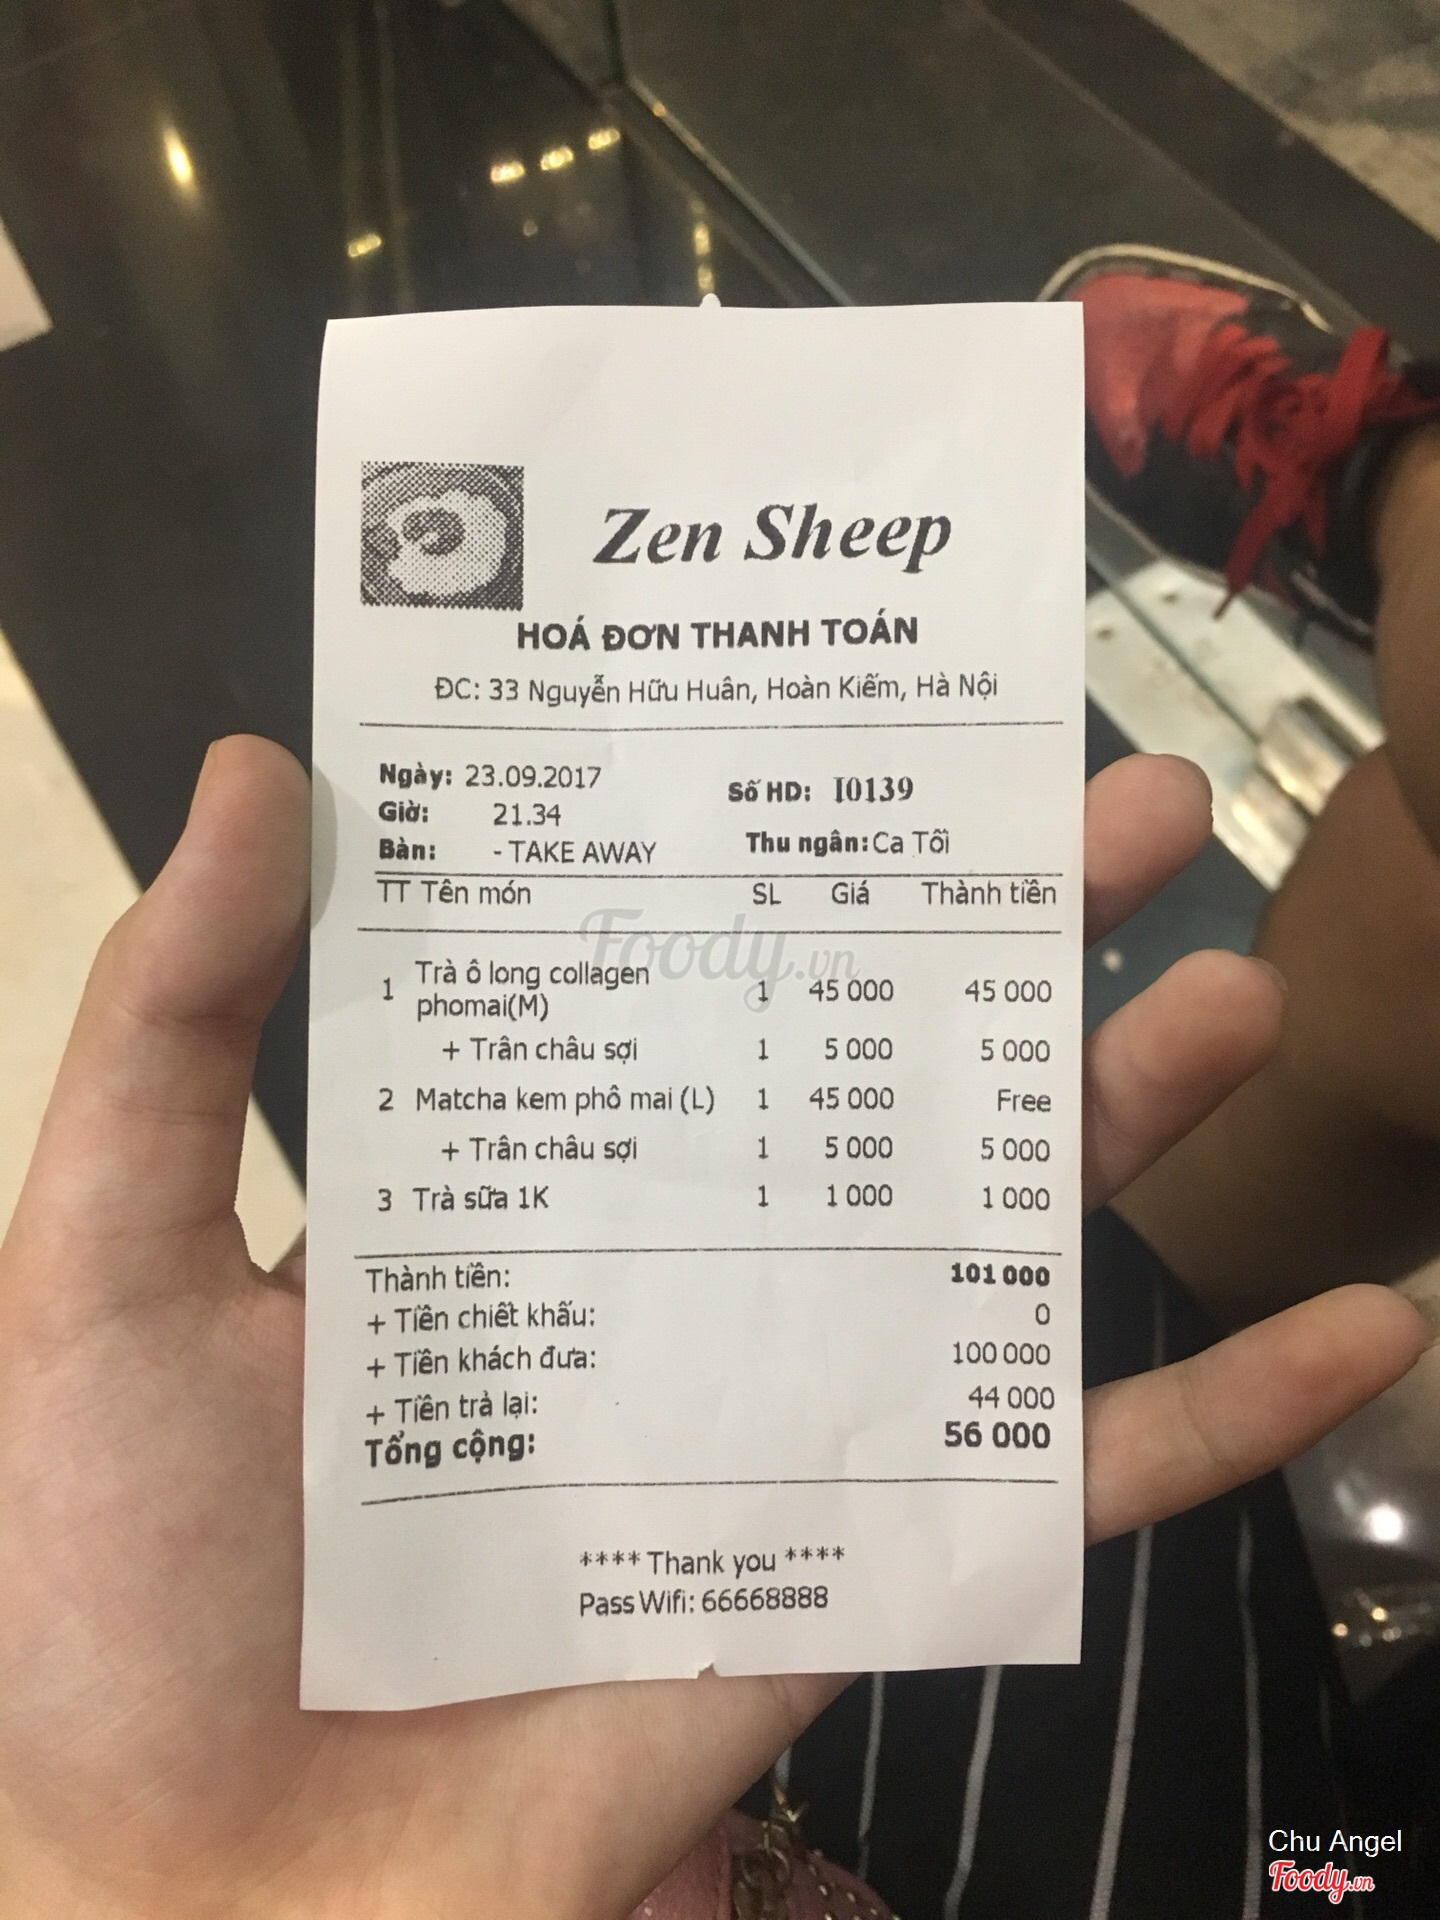 Zen Sheep
HOÁ ĐƠN THANH TOÁN
ĐC: 33 Nguyễn Hữu Huân, Hoàn Kiếm, Hà Nội
Ngày: 23.09.2017 Số HD: I0139
Giờ: 21.34
Bàn: - TAKE AWAY Thu ngân: Ca Tối
TT Tên món SL Giá Thành tiền
Foody.vn
1 Trà ô long collagen phomai(M) 1 45 000 45 000
+ Trân châu sợi 1 5 000 5 000
2 Matcha kem phô mai (L) 1 45 000 Free
+ Trân châu sợi 1 5 000 5 000
3 Trà sữa 1K 1 1 000 1 000
Thành tiền: 101 000
+ Tiền chiết khấu: 0
+ Tiền khách đưa: 100 000
+ Tiền trả lại: 44 000
Tổng cộng: 56 000
**** Thank you ****
Pass Wifi: 66668888
Chu Angel
Foody.vn